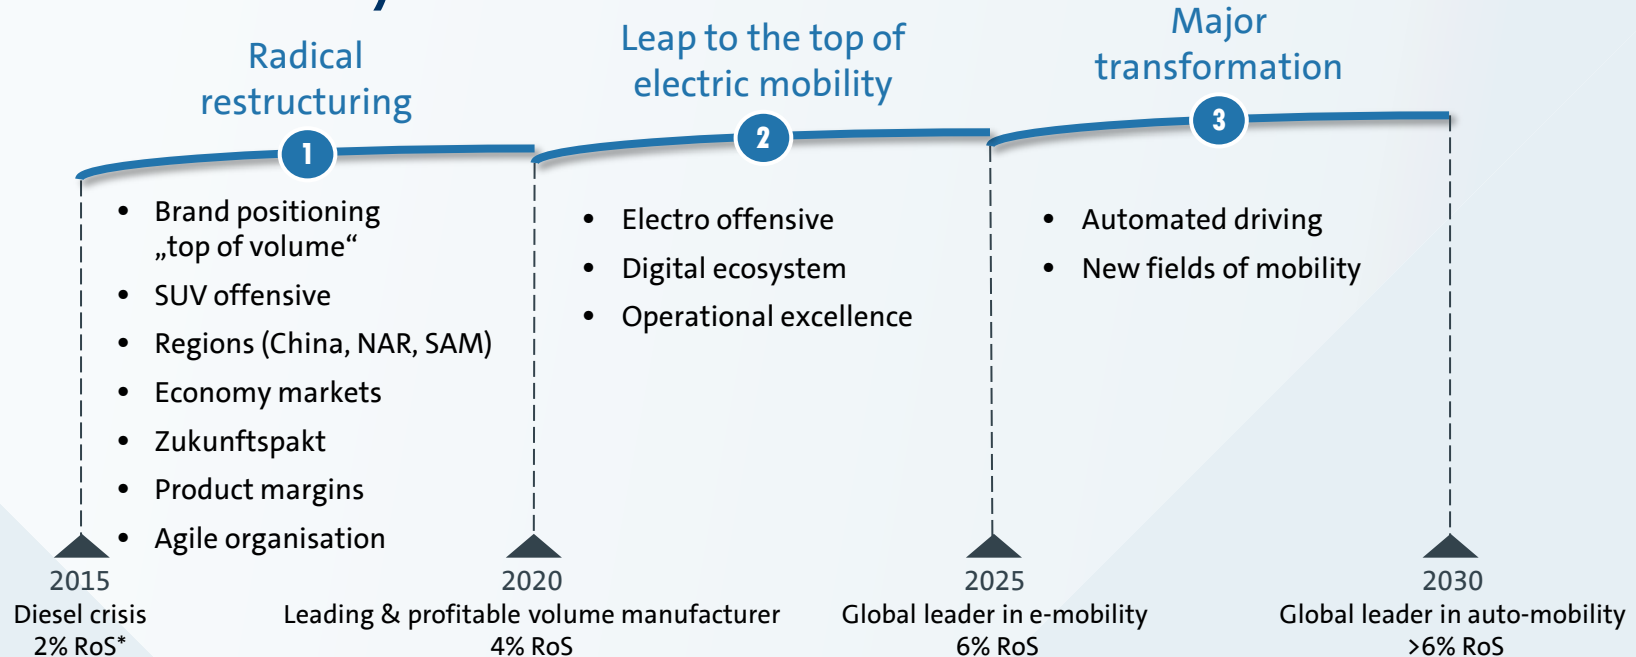 Radical
restructuring
1
Brand positioning
„top of volume“
SUV offensive
Regions (China, NAR, SAM)
Economy markets
Zukunftspakt
Product margins
Agile organisation
Leap to the top of
electric mobility
2
Electro offensive
Digital ecosystem
Operational excellence
Major
transformation
3
Automated driving
New fields of mobility
2015
Diesel crisis
2% RoS*
2020
Leading & profitable volume manufacturer
4% RoS
2025
Global leader in e-mobility
6% RoS
2030
Global leader in auto-mobility
>6% RoS